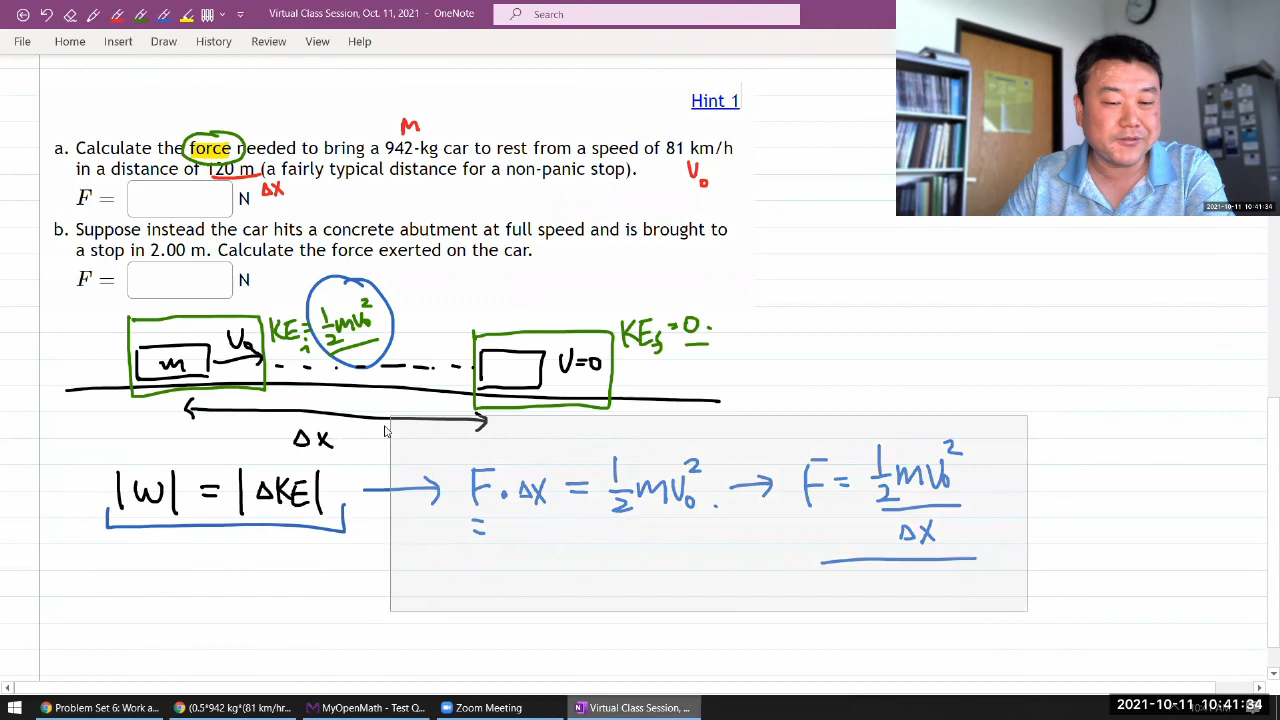 Virtual Class Session, Oct. 11, 2021 - OneNote
Search
File Home Insert Draw History Review View Help
Hint 1
M
a. Calculate the force needed to bring a 942-kg car to rest from a speed of 81 km/h
in a distance of 120 m (a fairly typical distance for a non-panic stop).
V₀
Δx
F = N
b. Suppose instead the car hits a concrete abutment at full speed and is brought to
a stop in 2.00 m. Calculate the force exerted on the car.
F = N
m V₀ KEᵢ = ½mv₀² V=0 KE_f = 0.
Δx
|W| = |ΔKE| → F · Δx = ½mv₀². → F = ½mv₀² / Δx
2021-10-11 10:41:34
Problem Set 6: Work a... (0.5*942 kg*(81 km/hr... MyOpenMath - Test Q... Zoom Meeting Virtual Class Session,... 2021-10-11 10:41:34